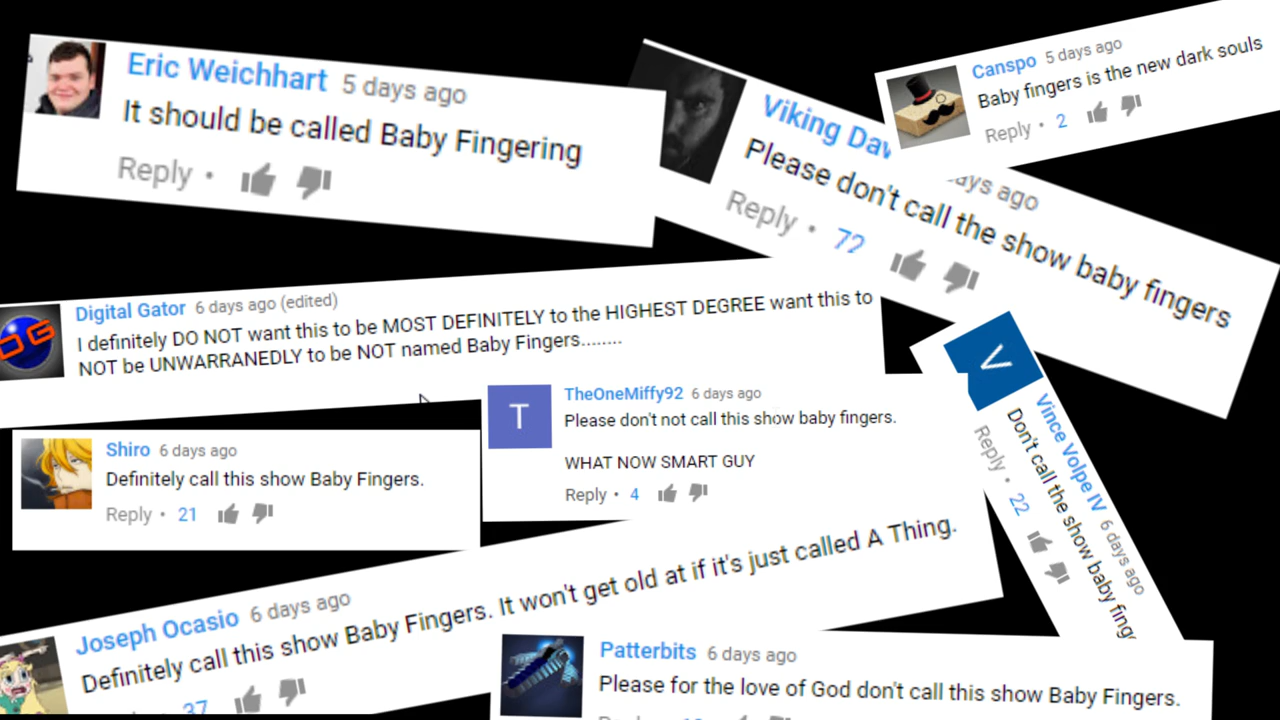 Eric Weichhart 5 days ago
It should be called Baby Fingering
Reply •
Viking
ago
Please don't call the show baby fingers
Reply • 72
Canspo 5 days ago
Baby fingers is the new dark souls
Reply • 2
DG
Digital Gator 6 days ago (edited)
I definitely DO NOT want this to be MOST DEFINITELY to the HIGHEST DEGREE want this to
NOT be UNWARRANEDLY to be NOT named Baby Fingers........
T
TheOneMiffy92 6 days ago
Please don't not call this show baby fingers.
WHAT NOW SMART GUY
Reply • 4
V
Vince Volpe IV 6 days ago
Don't call the show baby
Reply • 22
Shiro 6 days ago
Definitely call this show Baby Fingers.
Reply • 21
Joseph Ocasio 6 days ago
Definitely call this show Baby Fingers. It won't get old at if it's just called A Thing.
37
Patterbits 6 days ago
Please for the love of God don't call this show Baby Fingers.